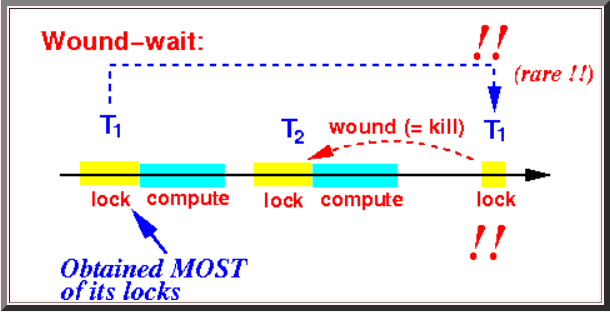 Wound-wait:
!!
(rare !!)
T1
T2
wound (= kill)
T1
lock
compute
lock
compute
lock
!!
Obtained MOST
of its locks